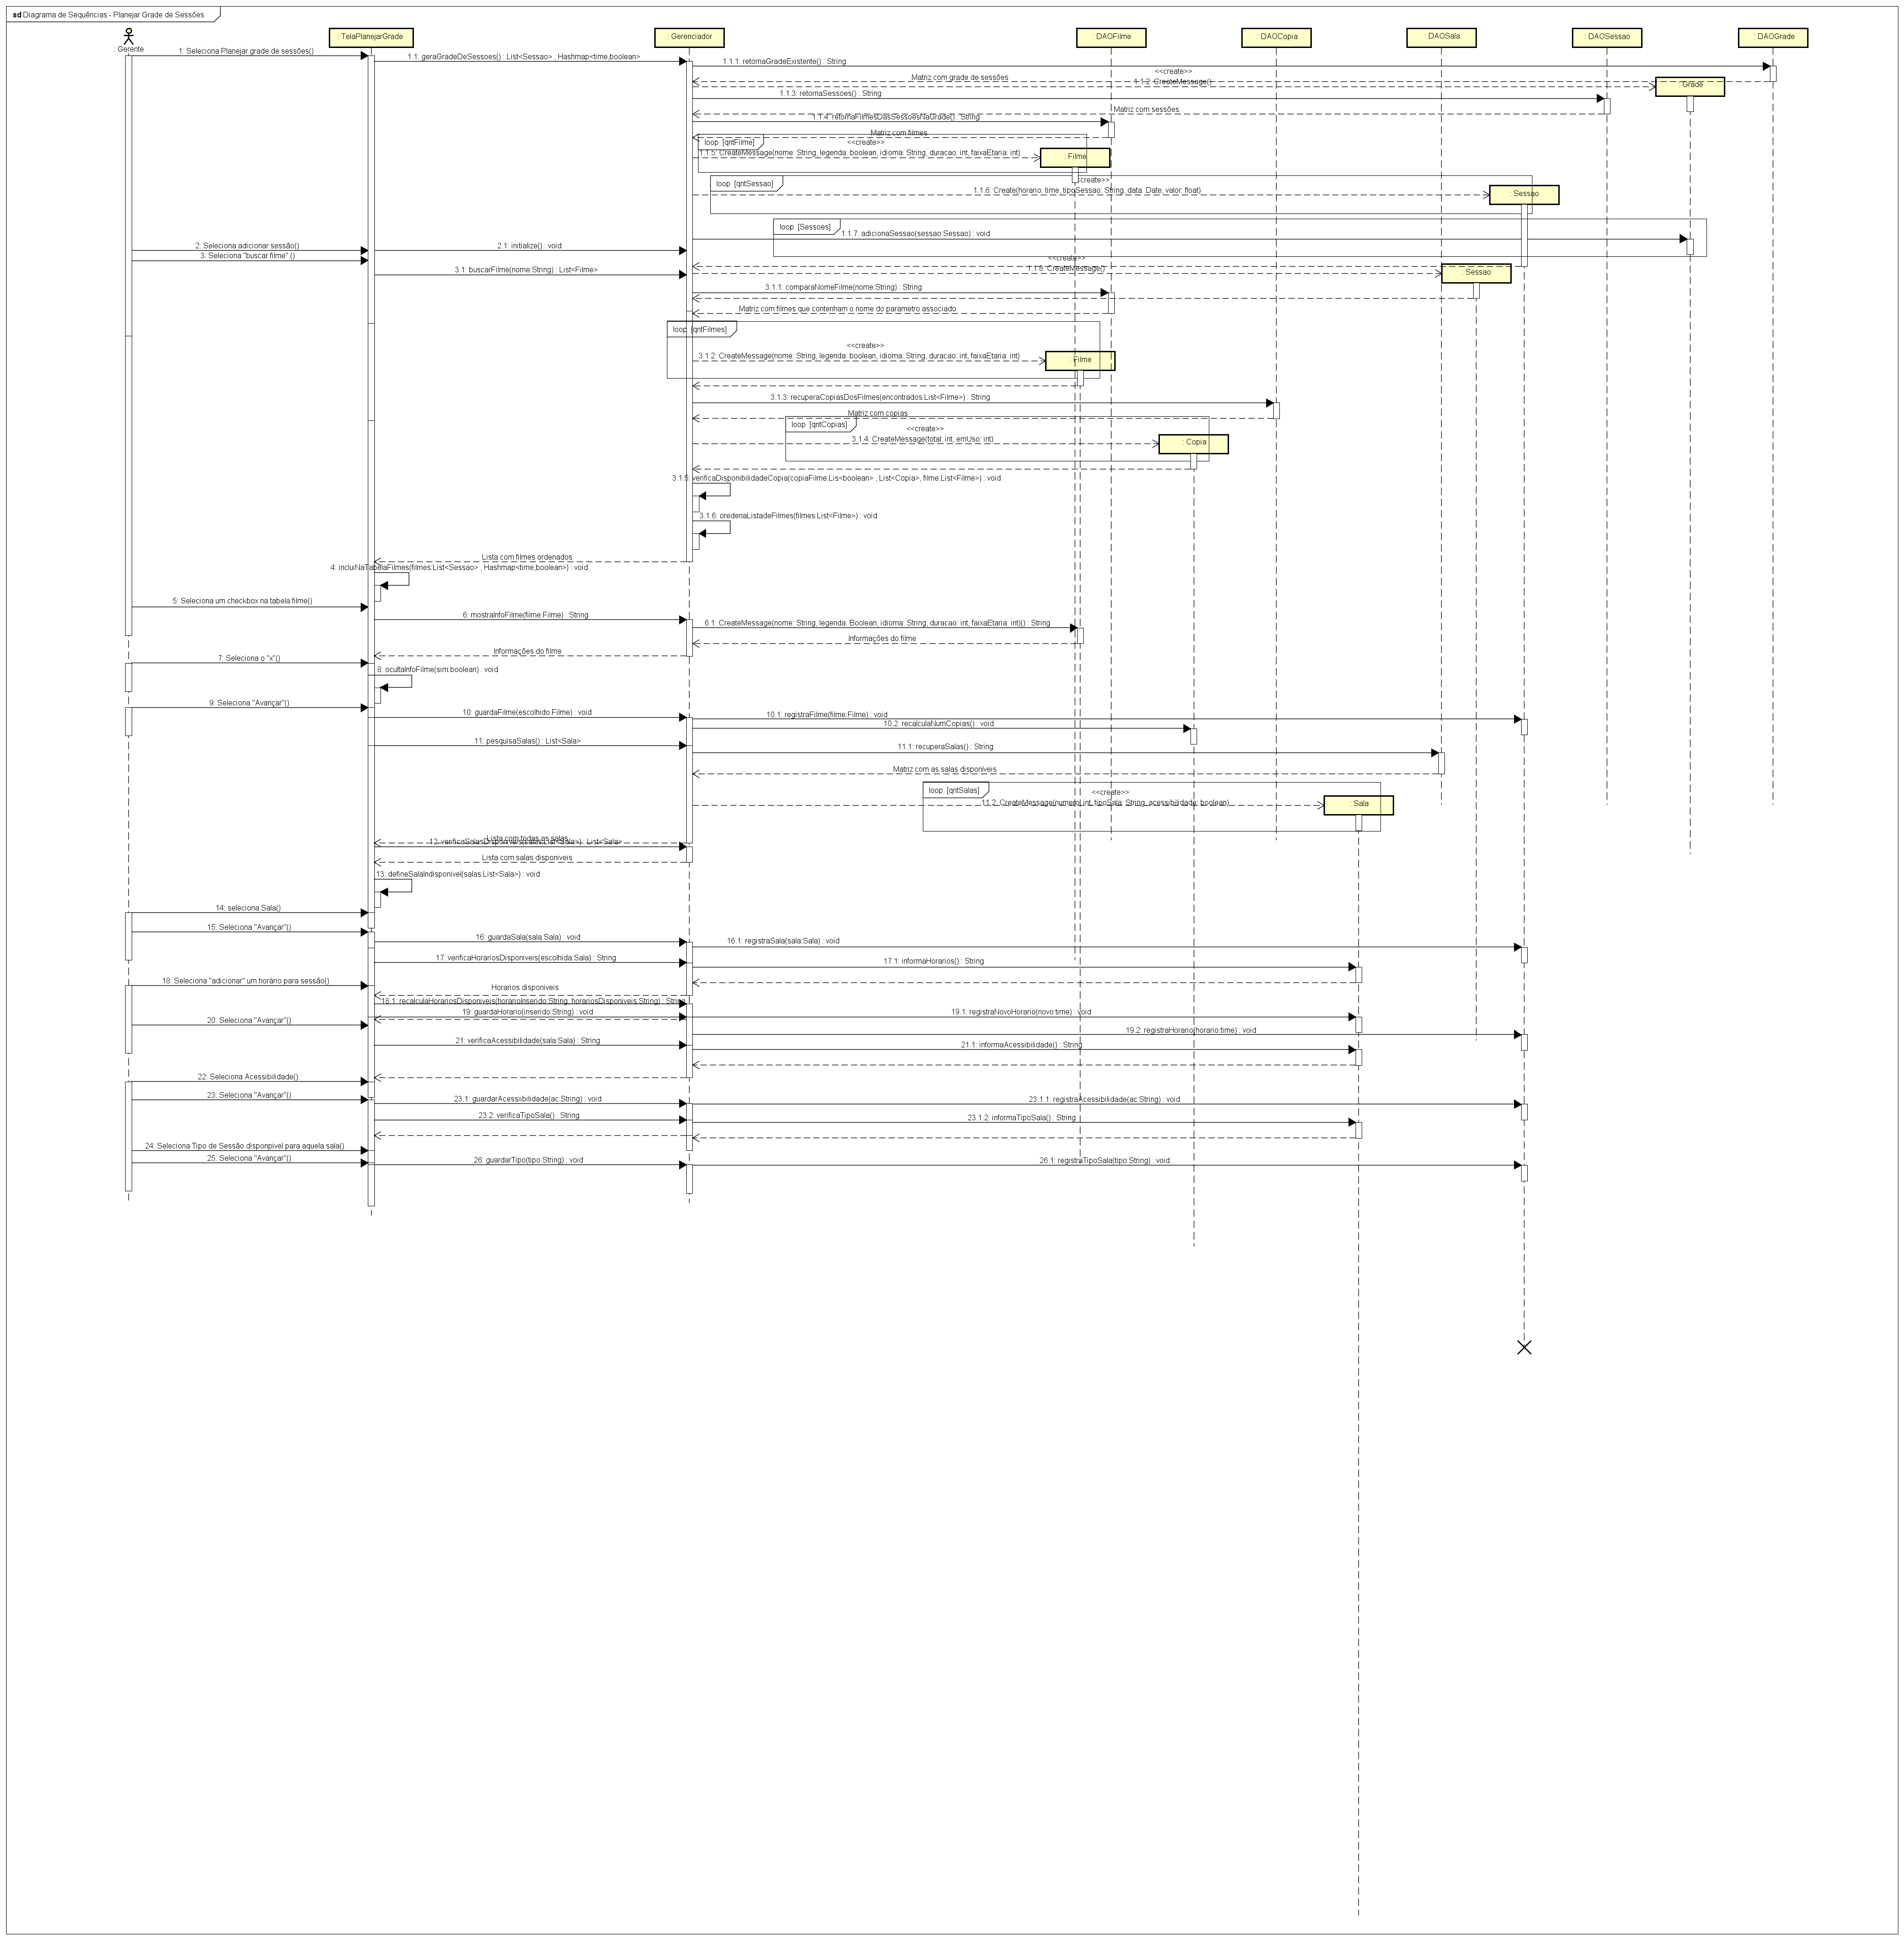 sd Diagrama de Sequências - Planejar Grade de Sessões
: Gerente
: TelaPlanejarGrade
: Gerenciador
: DAOFilme
: DAOCopia
: DAOSala
: DAOSessao
: DAOGrade
1: Seleciona Planejar grade de sessões()
1.1: geraGradeDeSessoes() : List<Sessao> , Hashmap<time,boolean>
1.1.1: retornaGradeExistente() : String
Matriz com grade de sessões
<<create>>
1.1.2: CreateMessage()
: Grade
1.1.3: retornaSessoes() : String
Matriz com sessões
1.1.4: retornaFilmesDasSessoesNaGrade() : String
Matriz com filmes
loop [qntFilme]
<<create>>
1.1.5: CreateMessage(nome: String, legenda: boolean, idioma: String, duracao: int, faixaEtaria: int)
: Filme
loop [qntSessao]
<<create>>
1.1.6: Create(horario: time, tipoSessao: String, data: Date, valor: float)
: Sessao
loop [Sessoes]
1.1.7: adicionaSessao(sessao:Sessao) : void
2: Seleciona adicionar sessão()
2.1: initialize() : void
3: Seleciona "buscar filme" ()
<<create>>
1.1.8: CreateMessage()
: Sessao
3.1: buscarFilme(nome:String) : List<Filme>
3.1.1: comparaNomeFilme(nome:String) : String
Matriz com filmes que contenham o nome do parametro associado
loop [qntFilmes]
<<create>>
3.1.2: CreateMessage(nome: String, legenda: boolean, idioma: String, duracao: int, faixaEtaria: int)
: Filme
3.1.3: recuperaCopiasDosFilmes(encontrados:List<Filme>) : String
Matriz com copias
loop [qntCopias]
<<create>>
3.1.4: CreateMessage(total: int, emUso: int)
: Copia
3.1.5: verificaDisponibilidadeCopia(copiaFilme:Lis<boolean> , List<Copia>, filme:List<Filme>) : void
3.1.6: oredenaListadeFilmes(filmes:List<Filme>) : void
Lista com filmes ordenados
4: incluiNaTabelaFilmes(filmes:List<Sessao> , Hashmap<time,boolean>) : void
5: Seleciona um checkbox na tabela filme()
6: mostraInfoFilme(filme:Filme) : String
6.1: CreateMessage(nome: String, legenda: Boolean, idioma: String, duracao: int, faixaEtaria: int)() : String
Informações do filme
Informações do filme
7: Seleciona o "x"()
8: ocultaInfoFilme(sim:boolean) : void
9: Seleciona "Avançar"()
10: guardaFilme(escolhido:Filme) : void
10.1: registraFilme(filme:Filme) : void
10.2: recalculaNumCopias() : void
11: pesquisaSalas() : List<Sala>
11.1: recuperaSalas() : String
Matriz com as salas disponíveis
loop [qntSalas]
<<create>>
11.2: CreateMessage(numero: int, tipoSala: String, acessibilidade: boolean)
: Sala
Lista com todas as salas
12: verificaSalasDisponiveis(salas:List<Sala>) : List<Sala>
Lista com salas disponiveis
13: defineSalaIndisponivel(salas:List<Sala>) : void
14: seleciona Sala()
15: Seleciona "Avançar"()
16: guardaSala(sala:Sala) : void
16.1: registraSala(sala:Sala) : void
17: verificaHorariosDisponiveis(escolhida:Sala) : String
17.1: informaHorarios() : String
18: Seleciona "adicionar" um horário para sessão()
Horarios disponiveis
18.1: recalculaHorariosDisponiveis(horarioInserido:String, horariosDisponiveis:String) : String
19: guardaHorario(inserido:String) : void
19.1: registraNovoHorario(novo:time) : void
20: Seleciona "Avançar"()
19.2: registraHorario(horario:time) : void
21: verificaAcessibilidade(sala:Sala) : String
21.1: informaAcessibilidade() : String
22: Seleciona Acessibilidade()
23: Seleciona "Avançar"()
23.1: guardarAcessiibilidade(ac:String) : void
23.1.1: registraAcessibilidade(ac:String) : void
23.2: verificaTipoSala() : String
23.1.2: informaTipoSala() : String
24: Seleciona Tipo de Sessão disponpivel para aquela sala()
25: Seleciona "Avançar"()
26: guardarTipo(tipo:String) : void
26.1: registraTipoSala(tipo:String) : void